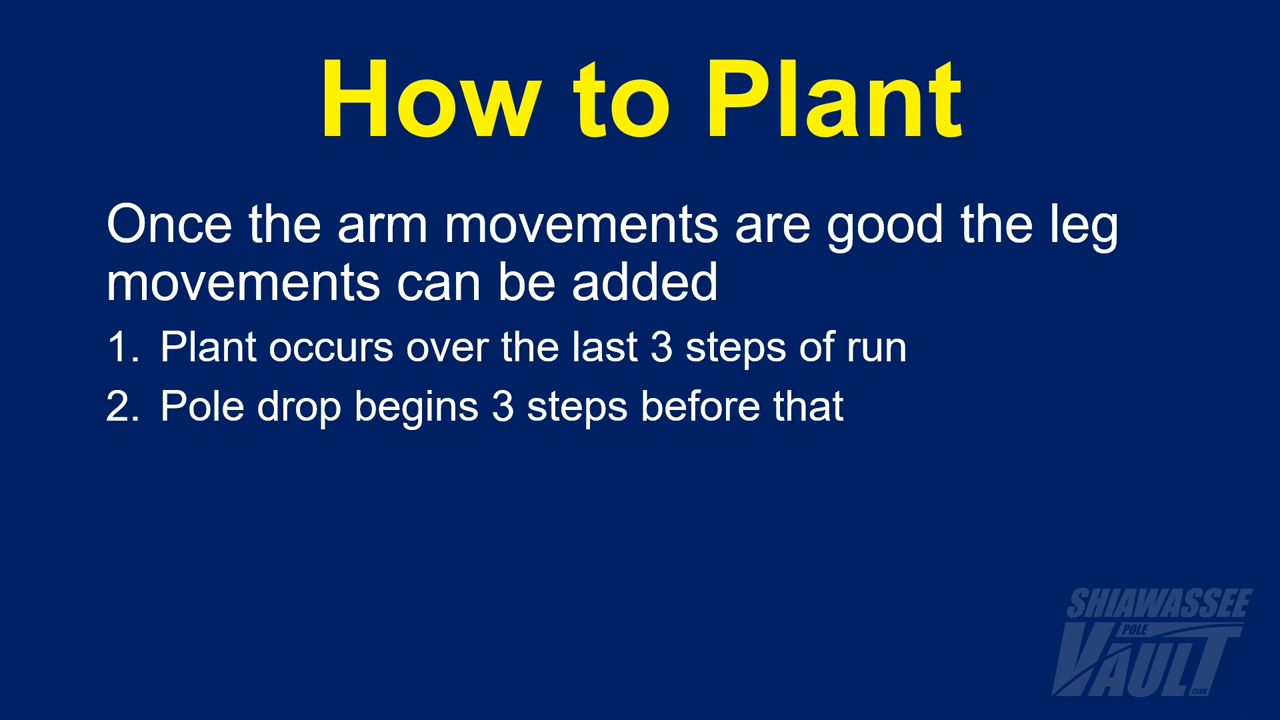 How to Plant
Once the arm movements are good the leg
movements can be added
1. Plant occurs over the last 3 steps of run
2. Pole drop begins 3 steps before that
SHIAWASSEE
POLE
VAULT
CLUB